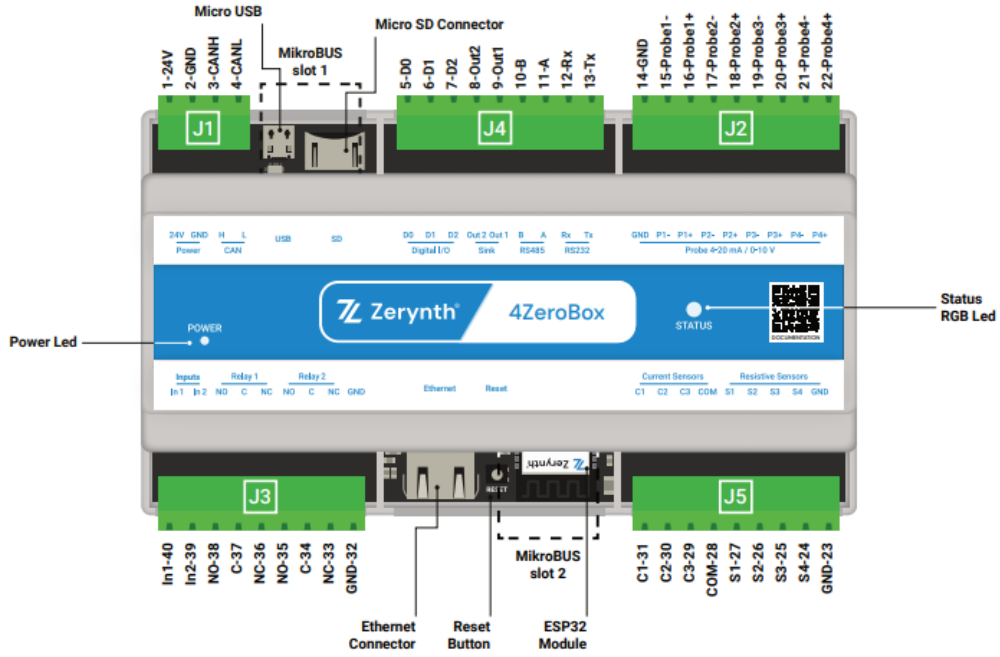 Micro USB
Micro SD Connector
MikroBUS
slot 1
1-24V
2-GND
3-CANH
4-CANL
5-D0
6-D1
7-D2
8-Out2
9-Out1
10-B
11-A
12-Rx
13-Tx
14-GND
15-Probe1-
16-Probe1+
17-Probe2-
18-Probe2+
19-Probe3-
20-Probe3+
21-Probe4-
22-Probe4+
J1
J4
J2
24V GND H L USB SD D0 D1 D2 Out 2 Out 1 B A Rx Tx GND P1- P1+ P2- P2+ P3- P3+ P4- P4+
Power CAN Digital I/O Sink RS485 RS232 Probe 4-20 mA / 0-10 V
Zerynth® 4ZeroBox
POWER
STATUS
DOCUMENTATION
Power Led
Status
RGB Led
Inputs Relay 1 Relay 2 Ethernet Reset Current Sensors Resistive Sensors
In 1 In 2 NO C NC NO C NC GND C1 C2 C3 COM S1 S2 S3 S4 GND
Zerynth
RESET
J3
J5
In1-40
In2-39
NO-38
C-37
NC-36
NO-35
C-34
NC-33
GND-32
MikroBUS
slot 2
C1-31
C2-30
C3-29
COM-28
S1-27
S2-26
S3-25
S4-24
GND-23
Ethernet
Connector
Reset
Button
ESP32
Module